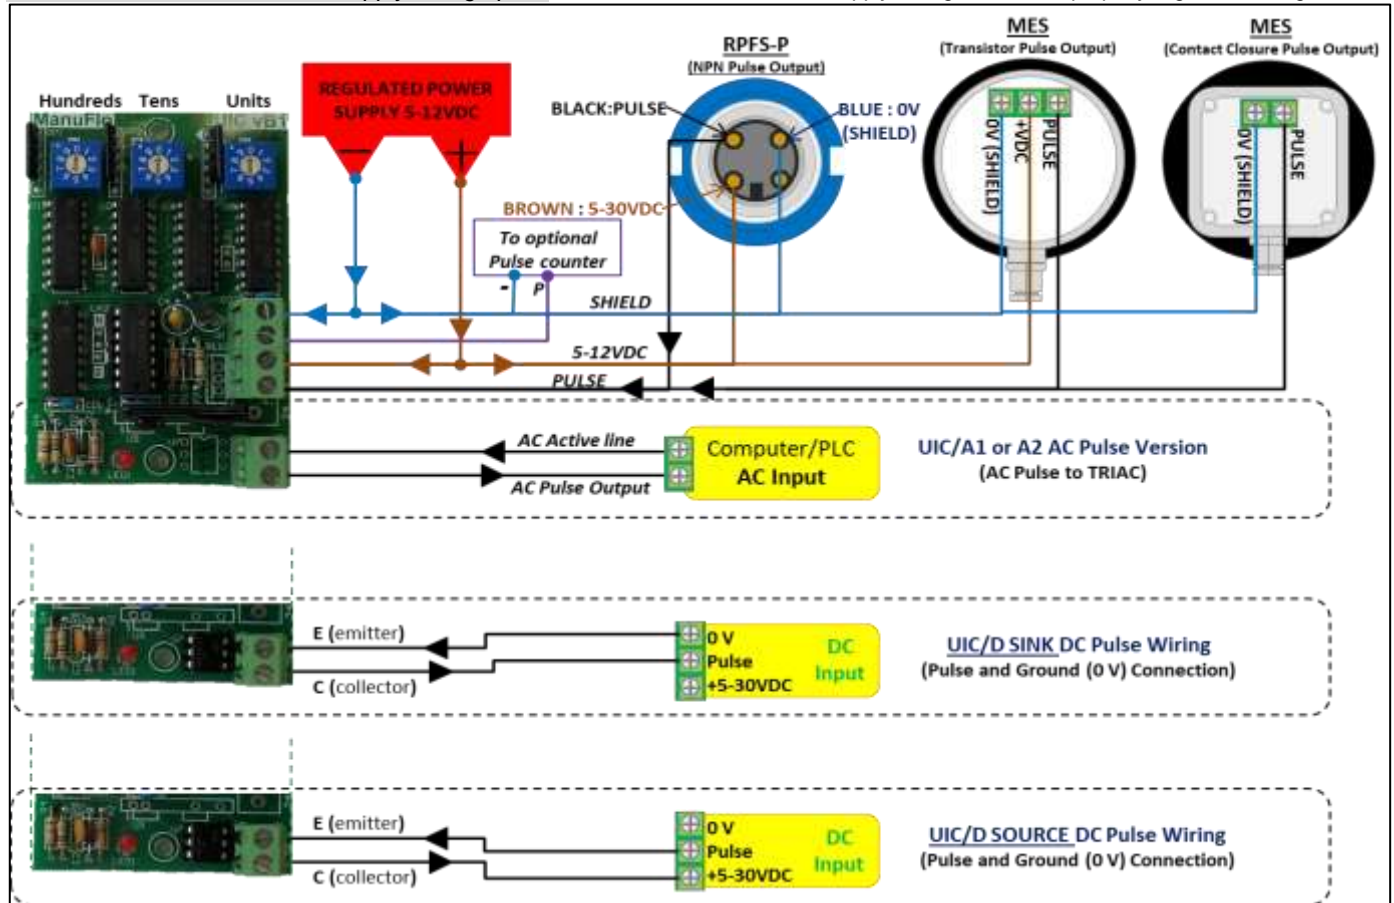 MES
MES
RPFS-P
(Transistor Pulse Output)
(Contact Closure Pulse Output)
(NPN Pulse Output)
REGULATED POWER
SUPPLY 5-12VDC
Hundreds Tens Units
ManuFlo
BLACK:PULSE
BLUE : 0V
(SHIELD)
0V (SHIELD)
+VDC
PULSE
0V (SHIELD)
PULSE
BROWN : 5-30VDC
To optional
Pulse counter
- P
SHIELD
5-12VDC
PULSE
AC Active line
AC Pulse Output
Computer/PLC
AC Input
UIC/A1 or A2 AC Pulse Version
(AC Pulse to TRIAC)
E (emitter)
C (collector)
0 V
Pulse
+5-30VDC
DC
Input
UIC/D SINK DC Pulse Wiring
(Pulse and Ground (0 V) Connection)
E (emitter)
C (collector)
0 V
Pulse
+5-30VDC
DC
Input
UIC/D SOURCE DC Pulse Wiring
(Pulse and Ground (0 V) Connection)